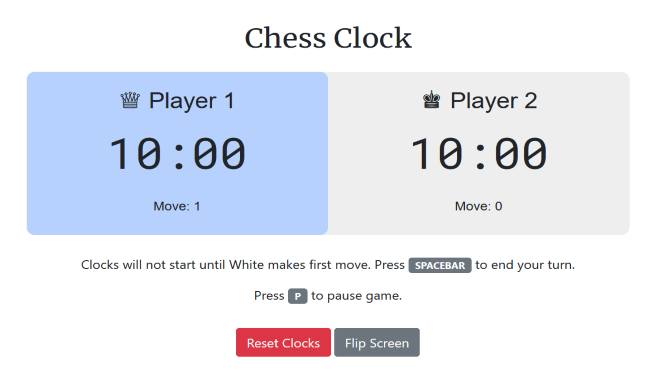 Chess Clock
♕ Player 1
10:00
Move: 1
♚ Player 2
10:00
Move: 0
Clocks will not start until White makes first move. Press SPACEBAR to end your turn.
Press P to pause game.
Reset Clocks
Flip Screen